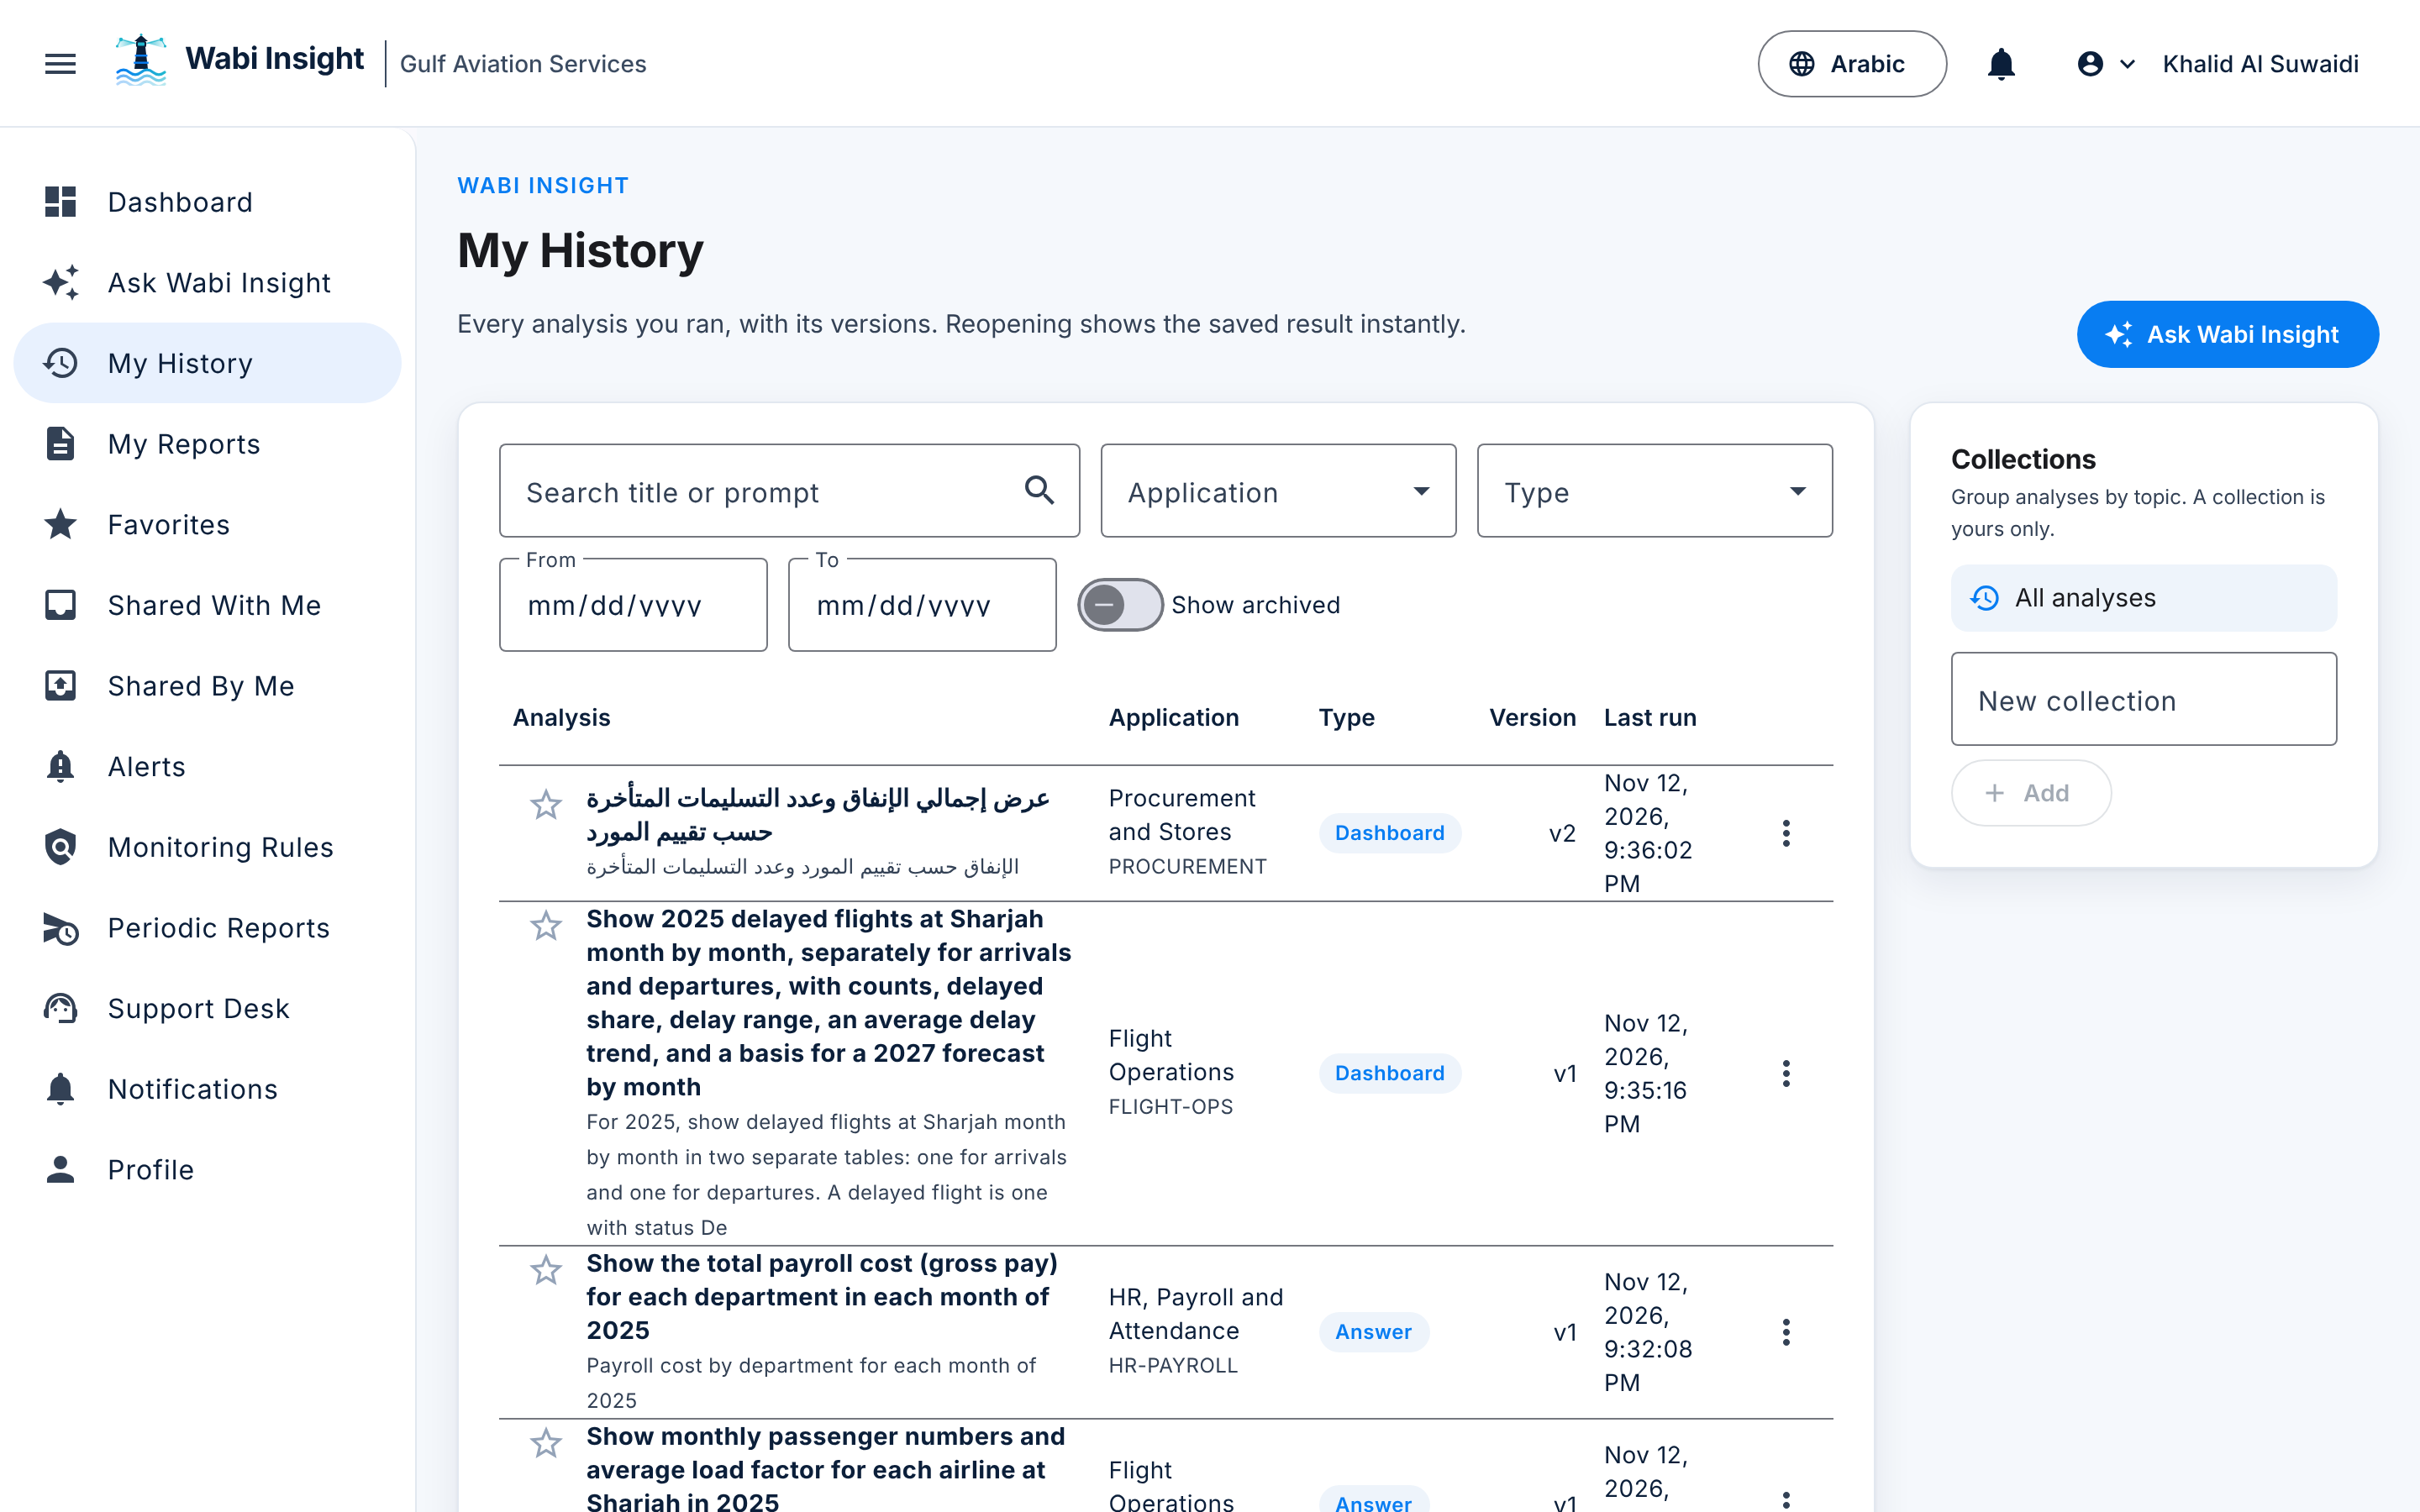 Wabi Insight
Gulf Aviation Services
Arabic
Khalid Al Suwaidi
Dashboard
Ask Wabi Insight
My History
My Reports
Favorites
Shared With Me
Shared By Me
Alerts
Monitoring Rules
Periodic Reports
Support Desk
Notifications
Profile
WABI INSIGHT
My History
Every analysis you ran, with its versions. Reopening shows the saved result instantly.
Ask Wabi Insight
Search title or prompt
Application
Type
From
mm/dd/yyyy
To
mm/dd/yyyy
Show archived
Analysis Application Type Version Last run
عرض إجمالي الإنفاق وعدد التسليمات المتأخرة
حسب تقييم المورد
الإنفاق حسب تقييم المورد وعدد التسليمات المتأخرة
Procurement
and Stores
PROCUREMENT
Dashboard
v2
Nov 12,
2026,
9:36:02
PM
Show 2025 delayed flights at Sharjah
month by month, separately for arrivals
and departures, with counts, delayed
share, delay range, an average delay
trend, and a basis for a 2027 forecast
by month
For 2025, show delayed flights at Sharjah month
by month in two separate tables: one for arrivals
and one for departures. A delayed flight is one
with status De
Flight
Operations
FLIGHT-OPS
Dashboard
v1
Nov 12,
2026,
9:35:16
PM
Show the total payroll cost (gross pay)
for each department in each month of
2025
Payroll cost by department for each month of
2025
HR, Payroll and
Attendance
HR-PAYROLL
Answer
v1
Nov 12,
2026,
9:32:08
PM
Show monthly passenger numbers and
average load factor for each airline at
Sharjah in 2025
Flight
Operations
Answer
v1
Nov 12,
2026,
Collections
Group analyses by topic. A collection is
yours only.
All analyses
New collection
Add